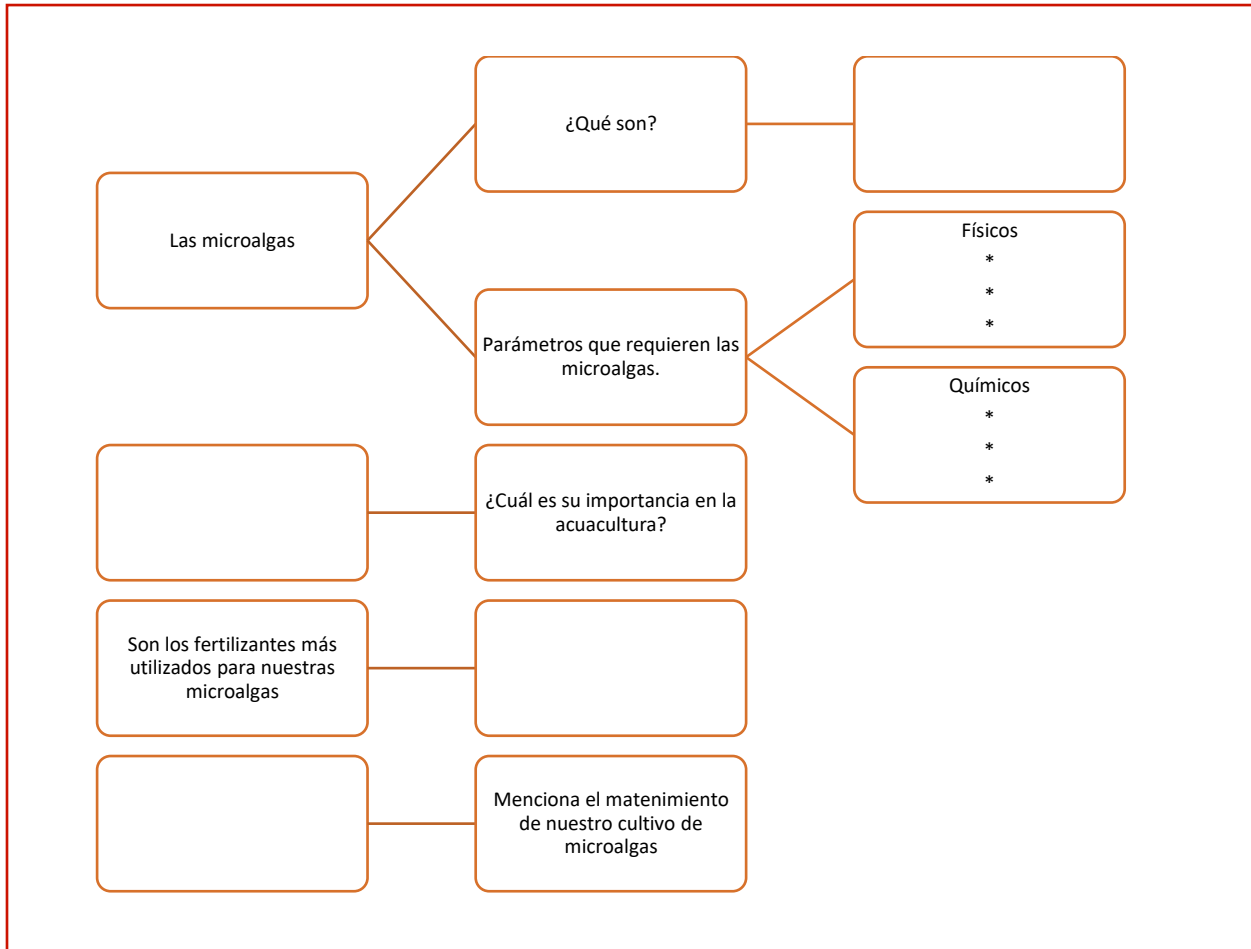 ¿Qué son?
Las microalgas
Físicos
*
*
*
Parámetros que requieren las
microalgas.
Químicos
*
*
*
¿Cuál es su importancia en la
acuacultura?
Son los fertilizantes más
utilizados para nuestras
microalgas
Menciona el matenimiento
de nuestro cultivo de
microalgas